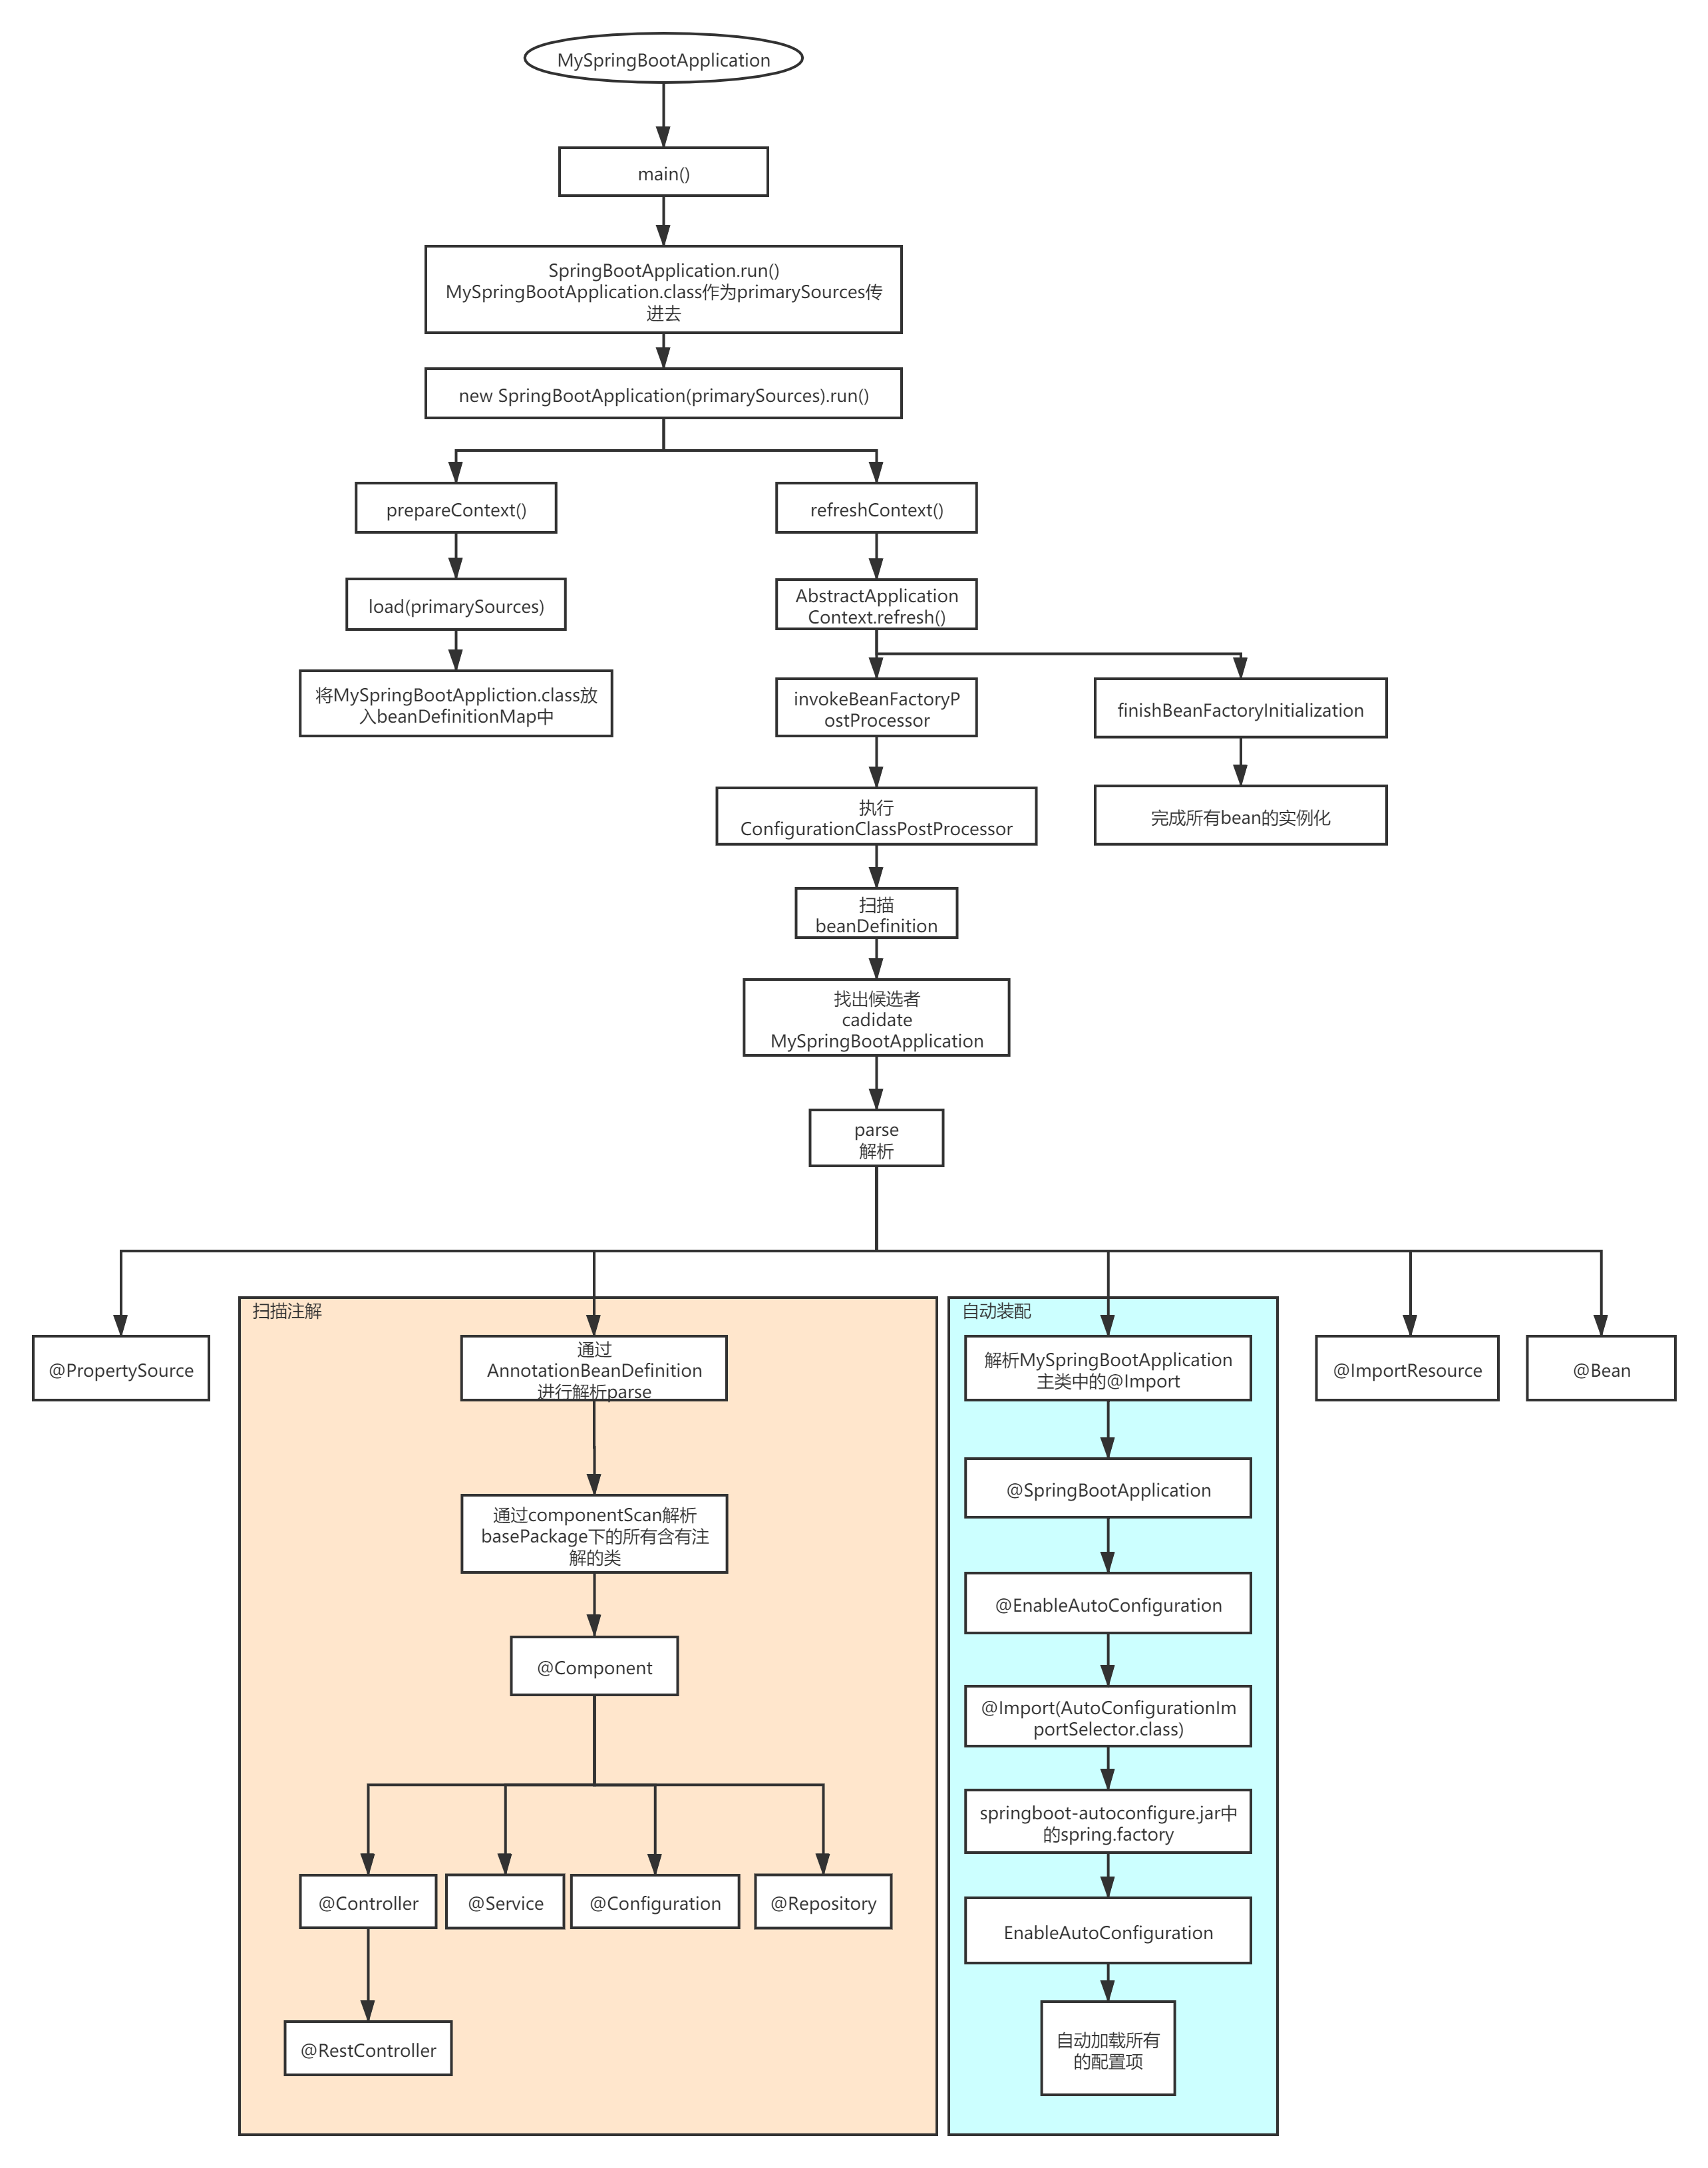 MySpringBootApplication
main()
SpringBootApplication.run()
MySpringBootApplication.class作为primarySources传
进去
new SpringBootApplication(primarySources).run()
prepareContext()
refreshContext()
load(primarySources)
AbstractApplication
Context.refresh()
将MySpringBootAppliction.class放
入beanDefinitionMap中
invokeBeanFactoryP
ostProcessor
finishBeanFactoryInitialization
执行
ConfigurationClassPostProcessor
完成所有bean的实例化
扫描
beanDefinition
找出候选者
cadidate
MySpringBootApplication
parse
解析
扫描注解
自动装配
@PropertySource
通过
AnnotationBeanDefinition
进行解析parse
解析MySpringBootApplication
主类中的@Import
@ImportResource
@Bean
通过componentScan解析
basePackage下的所有含有注
解的类
@SpringBootApplication
@EnableAutoConfiguration
@Component
@Import(AutoConfigurationIm
portSelector.class)
springboot-autoconfigure.jar中
的spring.factory
@Controller
@Service
@Configuration
@Repository
EnableAutoConfiguration
@RestController
自动加载所有
的配置项